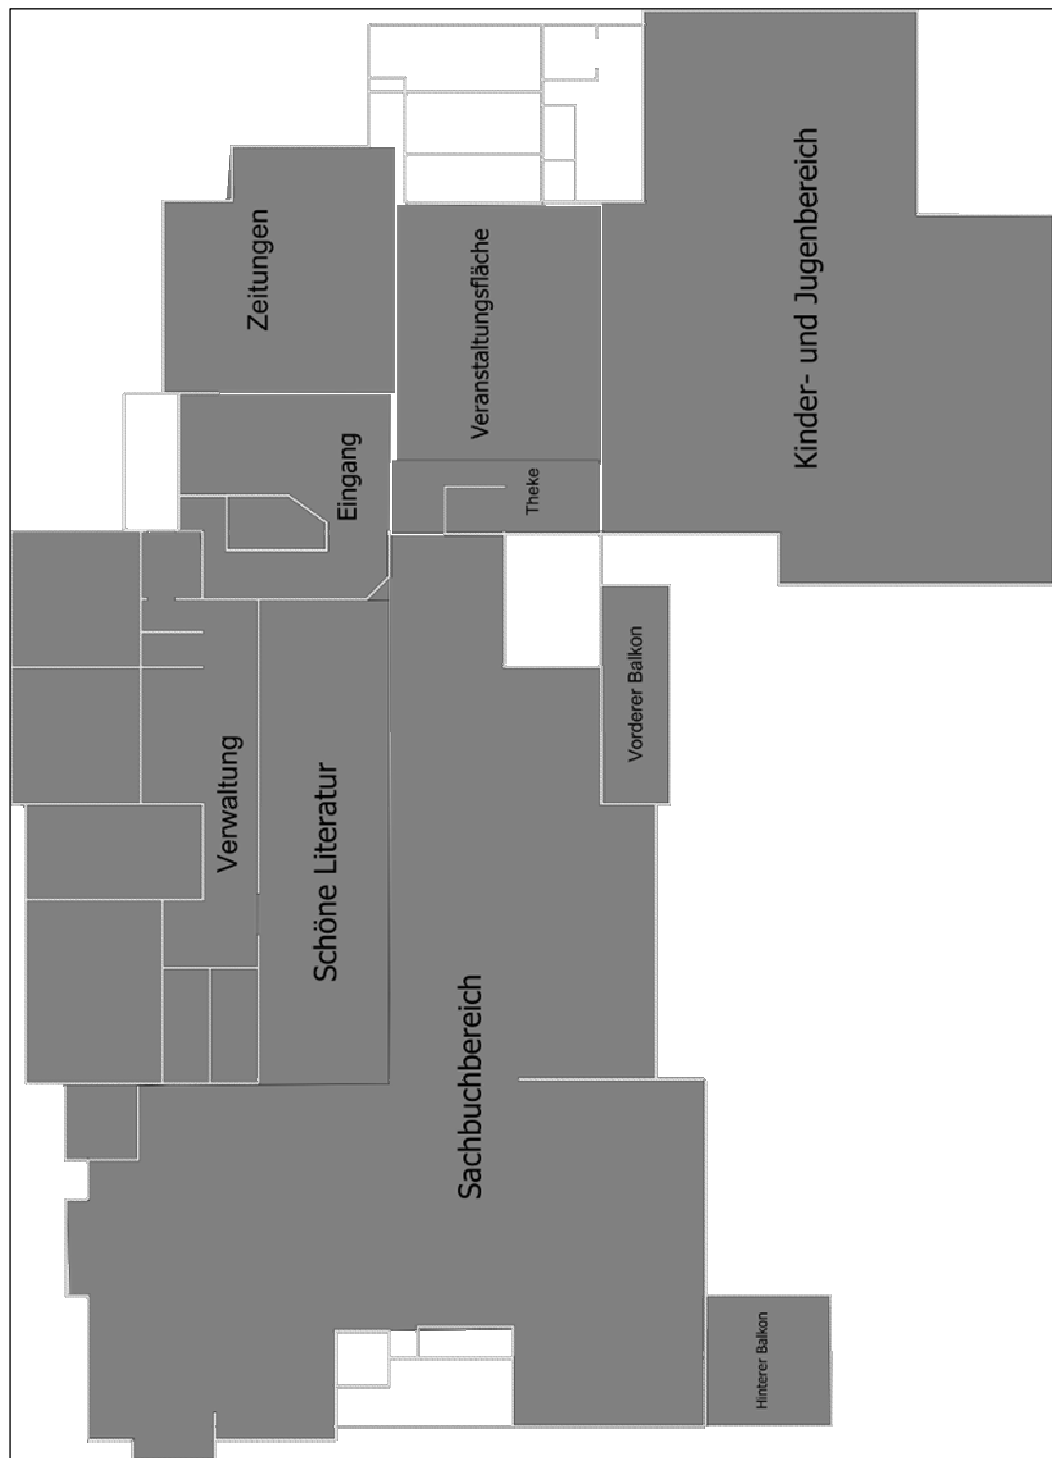 Kinder- und Jugenbereich
Zeitungen
Veranstaltungsfläche
Eingang
Theke
Vorderer Balkon
Verwaltung
Schöne Literatur
Sachbuchbereich
Hinterer Balkon